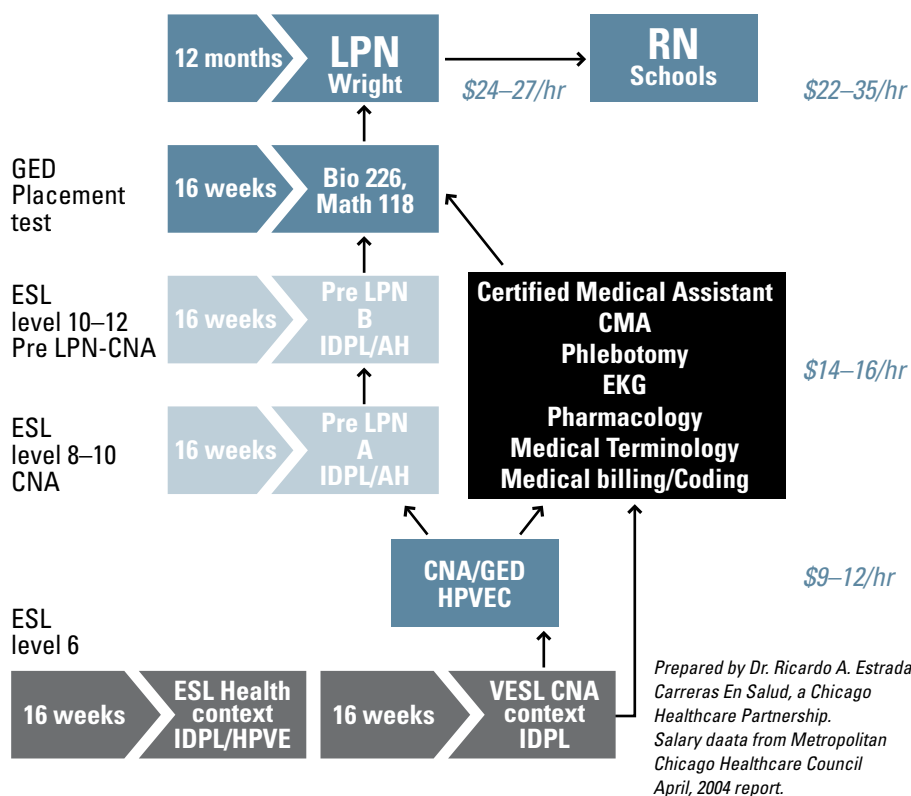 12 months
LPN
Wright
$24–27/hr
RN
Schools
$22–35/hr
GED
Placement
test
16 weeks
Bio 226,
Math 118
ESL
level 10–12
Pre LPN-CNA
16 weeks
Pre LPN
B
IDPL/AH
Certified Medical Assistant
CMA
Phlebotomy
EKG
Pharmacology
Medical Terminology
Medical billing/Coding
$14–16/hr
ESL
level 8–10
CNA
16 weeks
Pre LPN
A
IDPL/AH
CNA/GED
HPVEC
$9–12/hr
ESL
level 6
16 weeks
ESL Health
context
IDPL/HPVE
16 weeks
VESL CNA
context
IDPL
Prepared by Dr. Ricardo A. Estrada
Carreras En Salud, a Chicago
Healthcare Partnership.
Salary daata from Metropolitan
Chicago Healthcare Council
April, 2004 report.